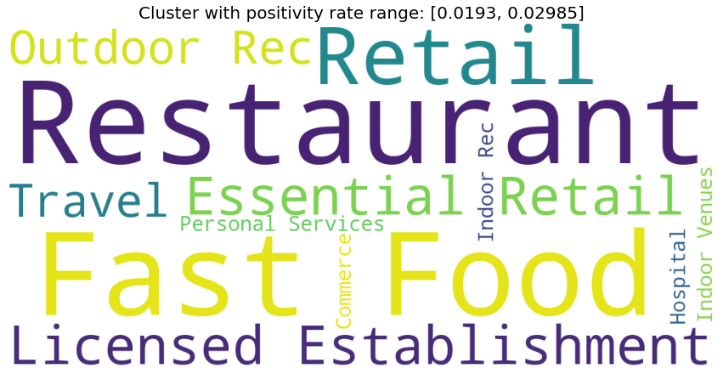 Cluster with positivity rate range: [0.0193, 0.02985]
Outdoor Rec
Retail
Restaurant
Indoor Rec
Travel
Essential Retail
Personal Services
Indoor Venues
Fast Food
Commerce
Hospital
Licensed Establishment